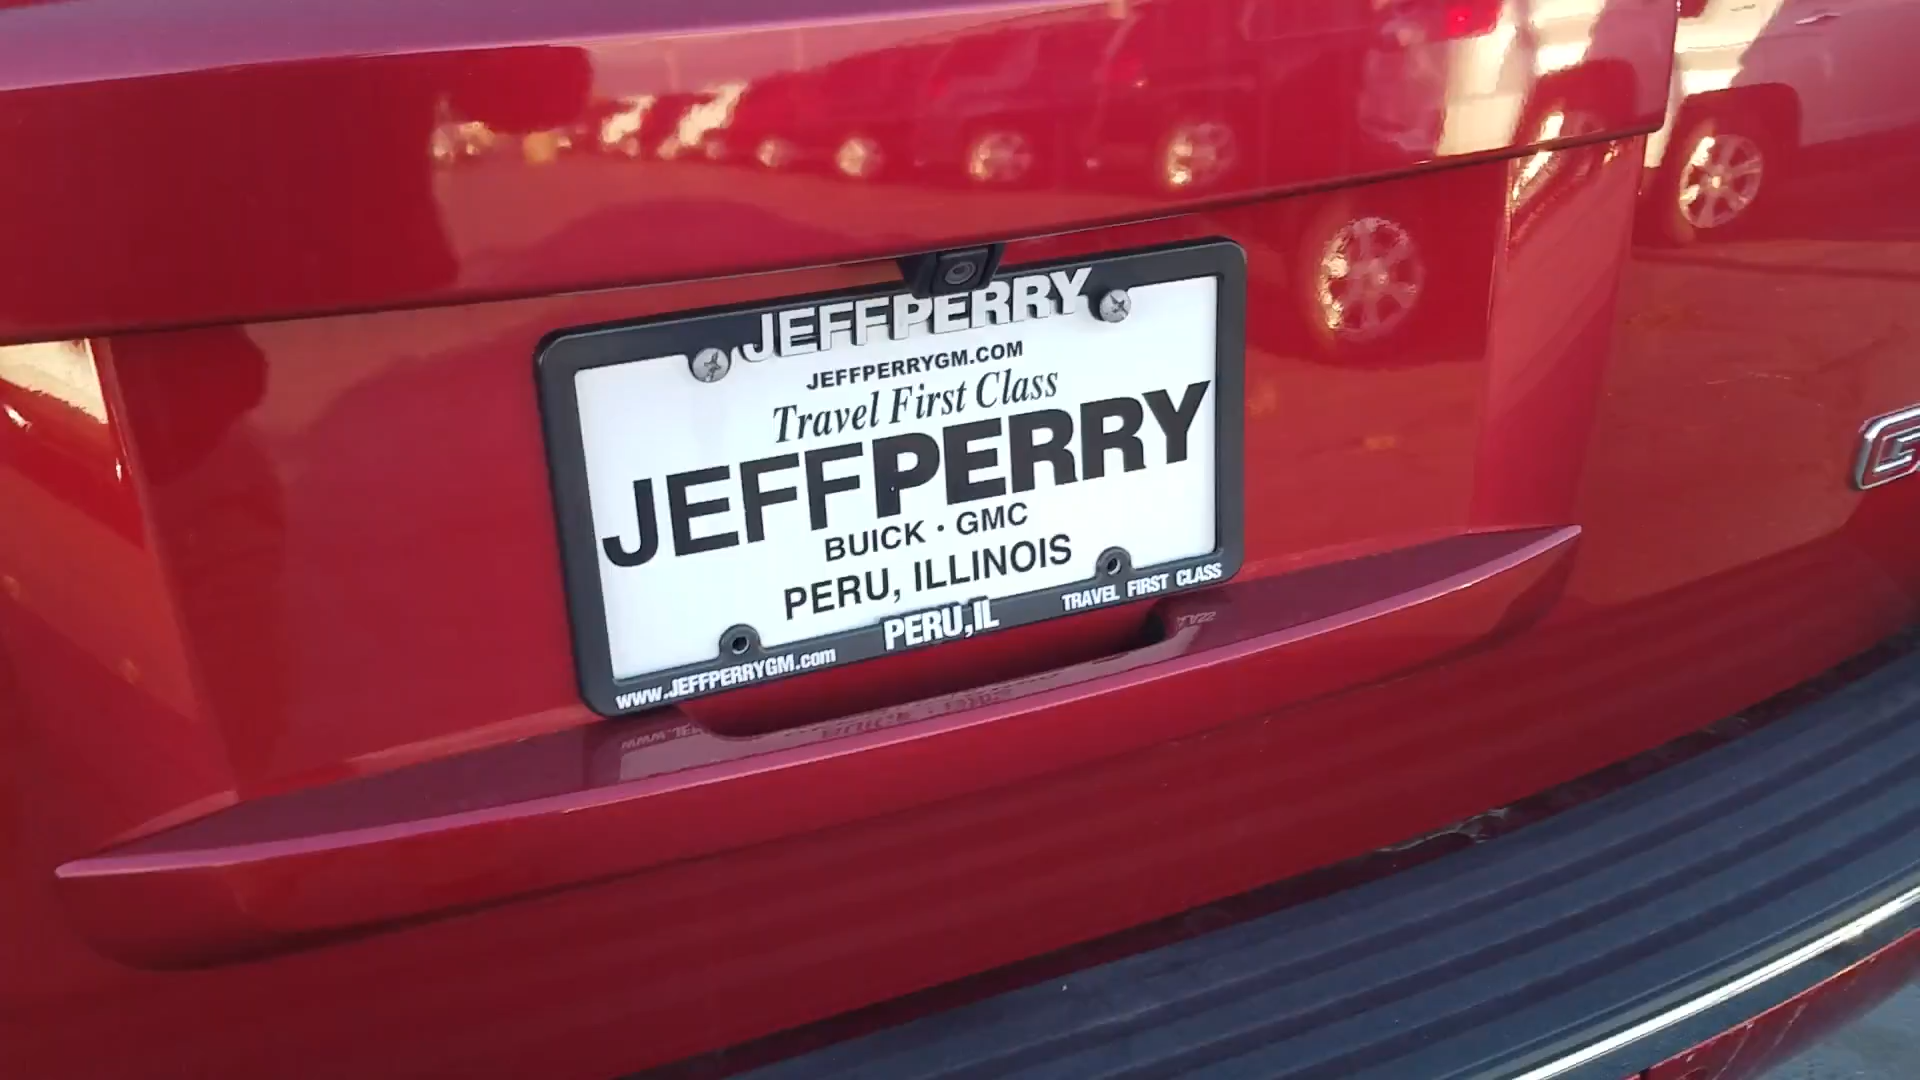 JEFFPERRY
JEFFPERRYGM.COM
Travel First Class
JEFFPERRY
BUICK · GMC
PERU, ILLINOIS
www.JEFFPERRYGM.com PERU, IL TRAVEL FIRST CLASS
G